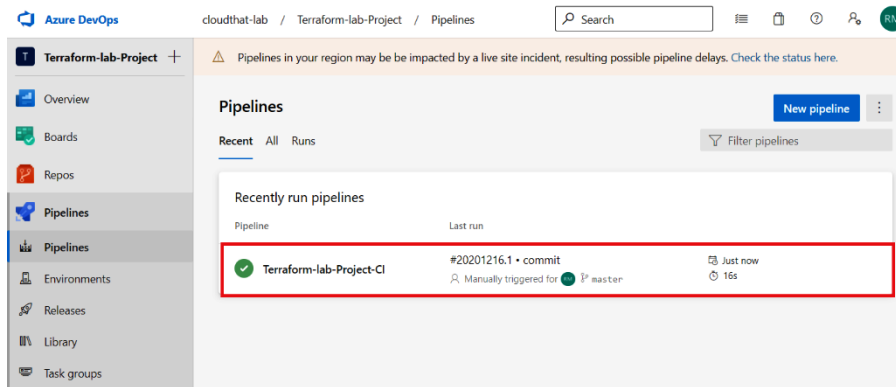 Azure DevOps
cloudthat-lab / Terraform-lab-Project / Pipelines
Search
RM
T Terraform-lab-Project +
Pipelines in your region may be be impacted by a live site incident, resulting possible pipeline delays. Check the status here.
Overview
Boards
Repos
Pipelines
Pipelines
Environments
Releases
Library
Task groups
Pipelines
New pipeline
Recent All Runs
Filter pipelines
Recently run pipelines
Pipeline Last run
Terraform-lab-Project-CI
#20201216.1 • commit
Manually triggered for RM master
Just now
16s